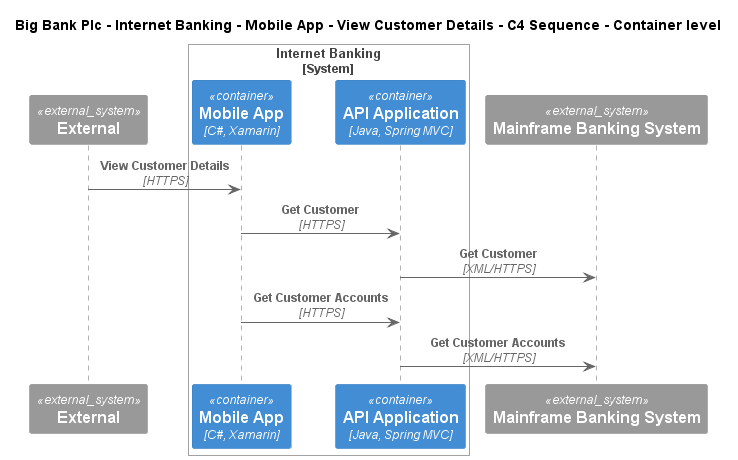 Big Bank Plc - Internet Banking - Mobile App - View Customer Details - C4 Sequence - Container level
Internet Banking
[System]
«external_system»
External
«container»
Mobile App
[C#, Xamarin]
«container»
API Application
[Java, Spring MVC]
«external_system»
Mainframe Banking System
View Customer Details
[HTTPS]
Get Customer
[HTTPS]
Get Customer
[XML/HTTPS]
Get Customer Accounts
[HTTPS]
Get Customer Accounts
[XML/HTTPS]
«external_system»
External
«container»
Mobile App
[C#, Xamarin]
«container»
API Application
[Java, Spring MVC]
«external_system»
Mainframe Banking System